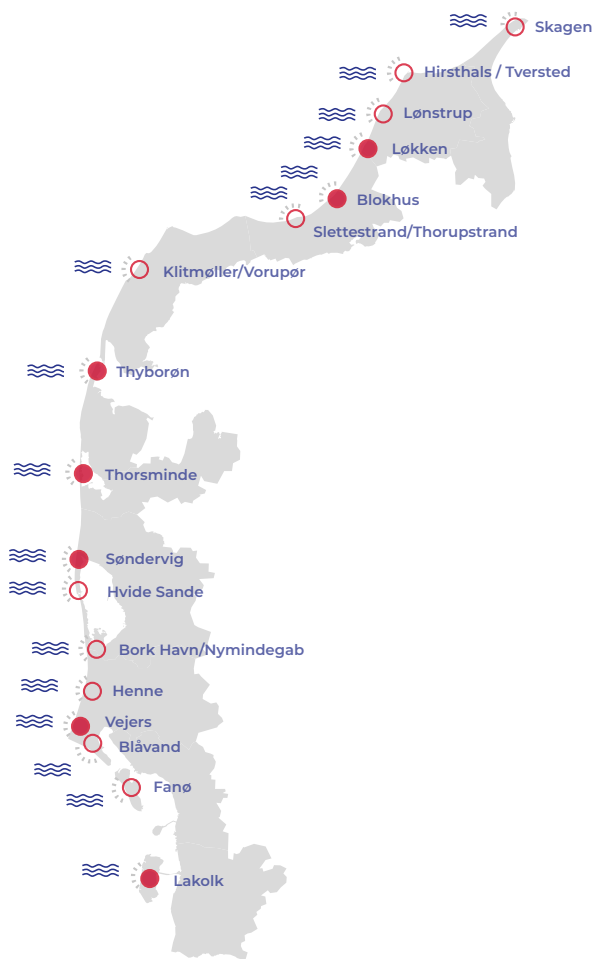 Skagen
Hirsthals / Tversted
Lønstrup
Løkken
Blokhus
Slettestrand/Thorupstrand
Klitmøller/Vorupør
Thyborøn
Thorsminde
Søndervig
Hvide Sande
Bork Havn/Nymindegab
Henne
Vejers
Blåvand
Fanø
Lakolk